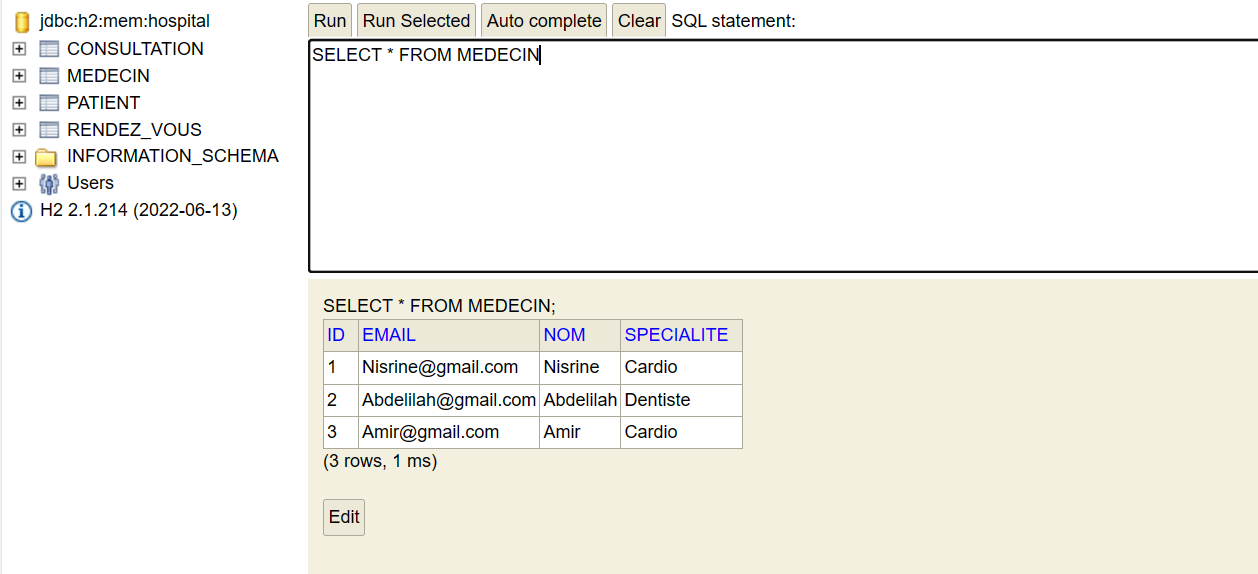 jdbc:h2:mem:hospital
CONSULTATION
MEDECIN
PATIENT
RENDEZ_VOUS
INFORMATION_SCHEMA
Users
H2 2.1.214 (2022-06-13)
Run Run Selected Auto complete Clear SQL statement:
SELECT * FROM MEDECIN
SELECT * FROM MEDECIN;
ID EMAIL NOM SPECIALITE
1 Nisrine@gmail.com Nisrine Cardio
2 Abdelilah@gmail.com Abdelilah Dentiste
3 Amir@gmail.com Amir Cardio
(3 rows, 1 ms)
Edit